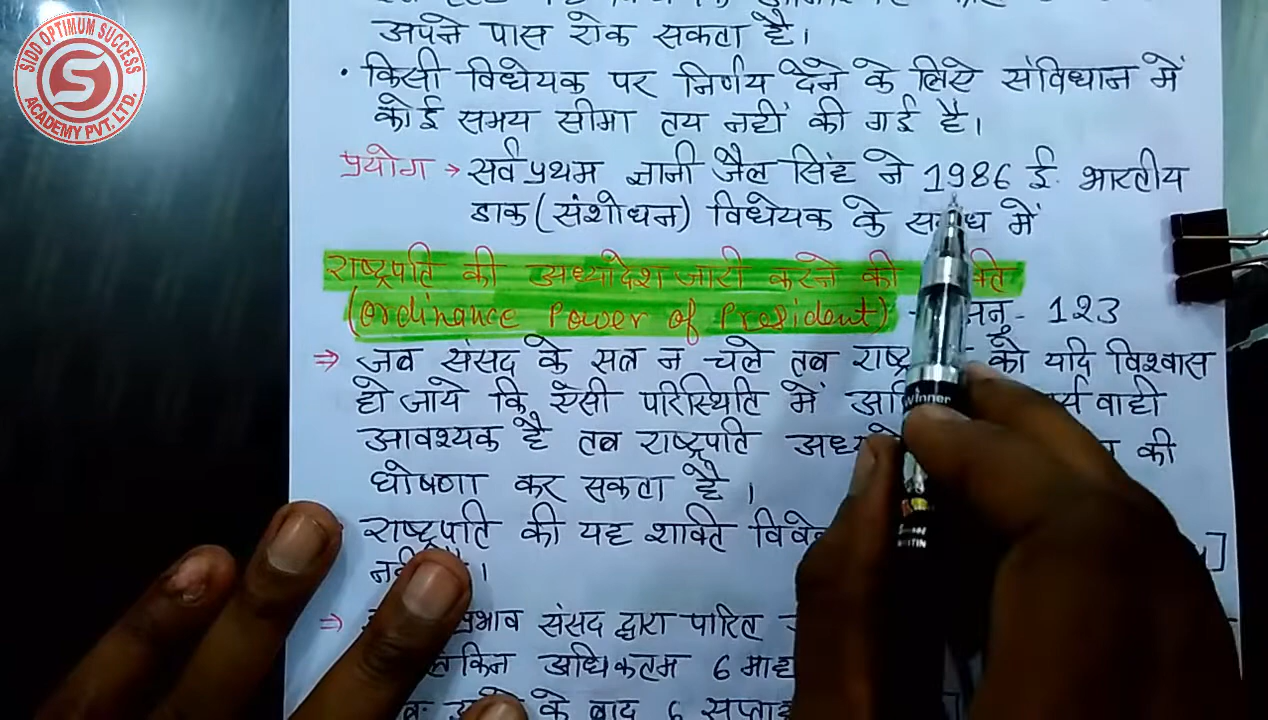 SIDD OPTIMUM SUCCESS
ACADEMY PVT. LTD.
अपने पास रोक सकता है।
• किसी विधेयक पर निर्णय देने के लिए संविधान में
कोई समय सीमा तय नहीं की गई है।
प्रयोग → सर्वप्रथम ज्ञानी जैल सिंह ने 1986 ई. भारतीय
डाक (संशोधन) विधेयक के में
राष्ट्रपति की अध्यादेश जारी करने की
(ordinance Power of President) - 123
⇒ जब संसद के सत्र न चले तब को यदि विश्वास
हो जाये कि ऐसी परिस्थिति में
आवश्यक है तब राष्ट्रपति की
घोषणा कर सकता है।
राष्ट्रपति की यह शक्ति
⇒ संसद द्वारा पारित
अधिकतम 6
के बाद 6
Winner